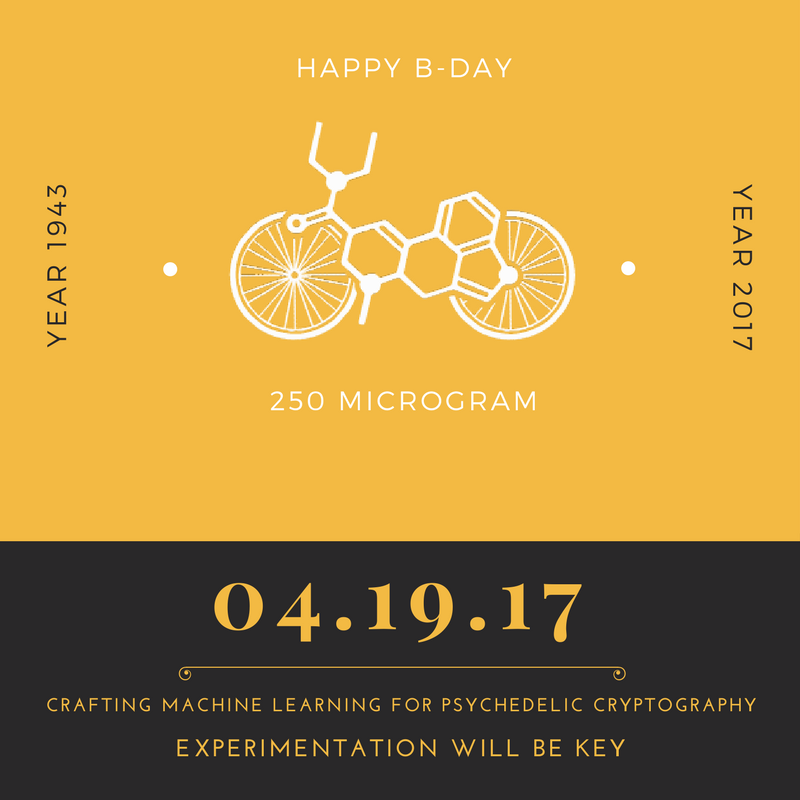 HAPPY B-DAY
YEAR 1943
YEAR 2017
250 MICROGRAM
04.19.17
CRAFTING MACHINE LEARNING FOR PSYCHEDELIC CRYPTOGRAPHY
EXPERIMENTATION WILL BE KEY